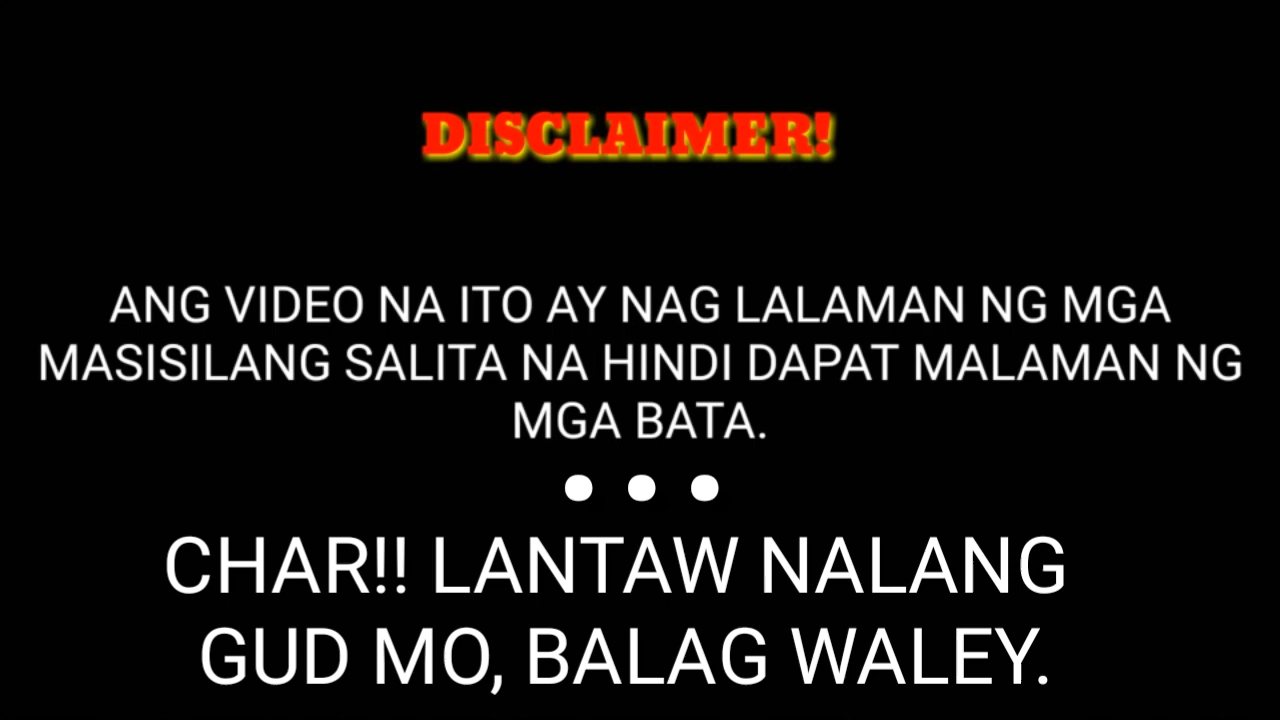 DISCLAIMER!
ANG VIDEO NA ITO AY NAG LALAMAN NG MGA
MASISILANG SALITA NA HINDI DAPAT MALAMAN NG
MGA BATA.
● ● ●
CHAR!! LANTAW NALANG
GUD MO, BALAG WALEY.